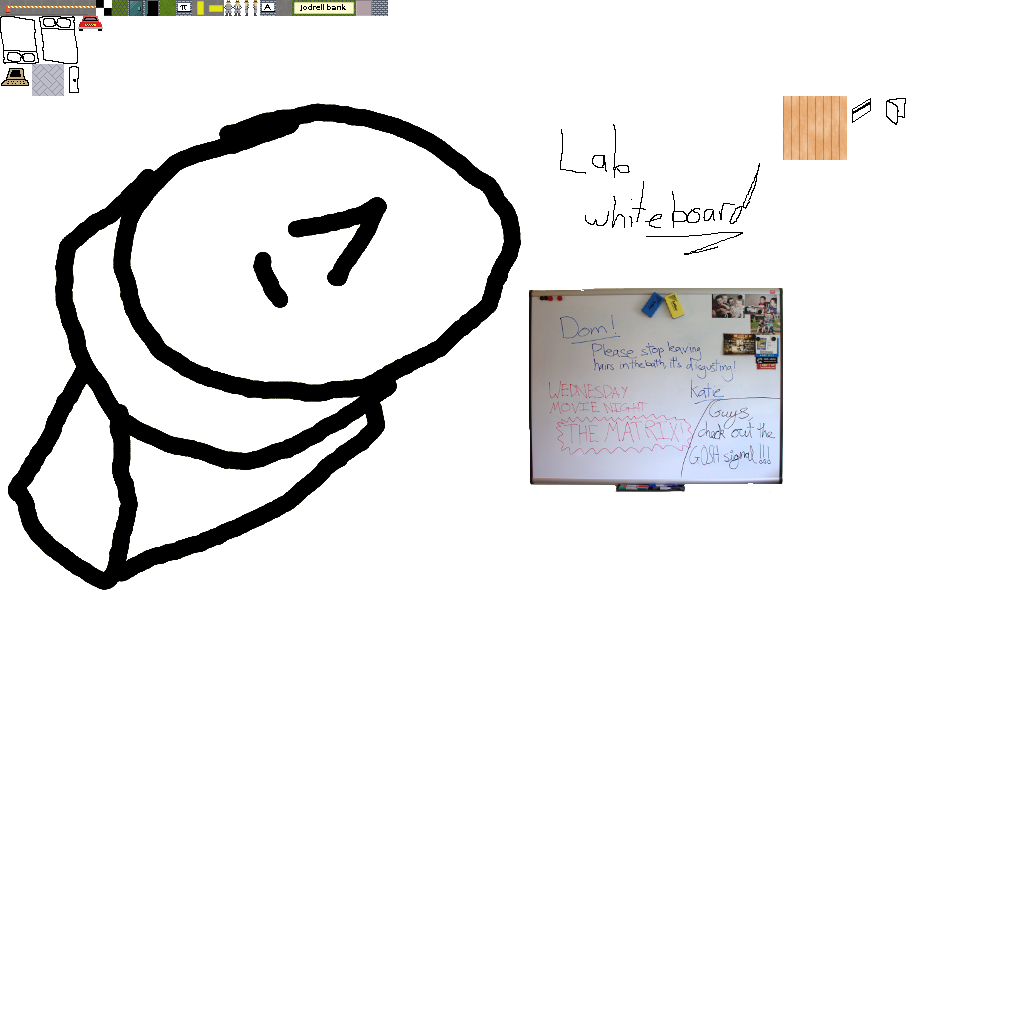 π
A
jodrell bank
Lab
whiteboard
Dom!
Please stop leaving
hairs in the bath, it's disgusting!
Katie
WEDNESDAY
MOVIE NIGHT
THE MATRIX!
Guys,
check out the
GOSH signal!!!